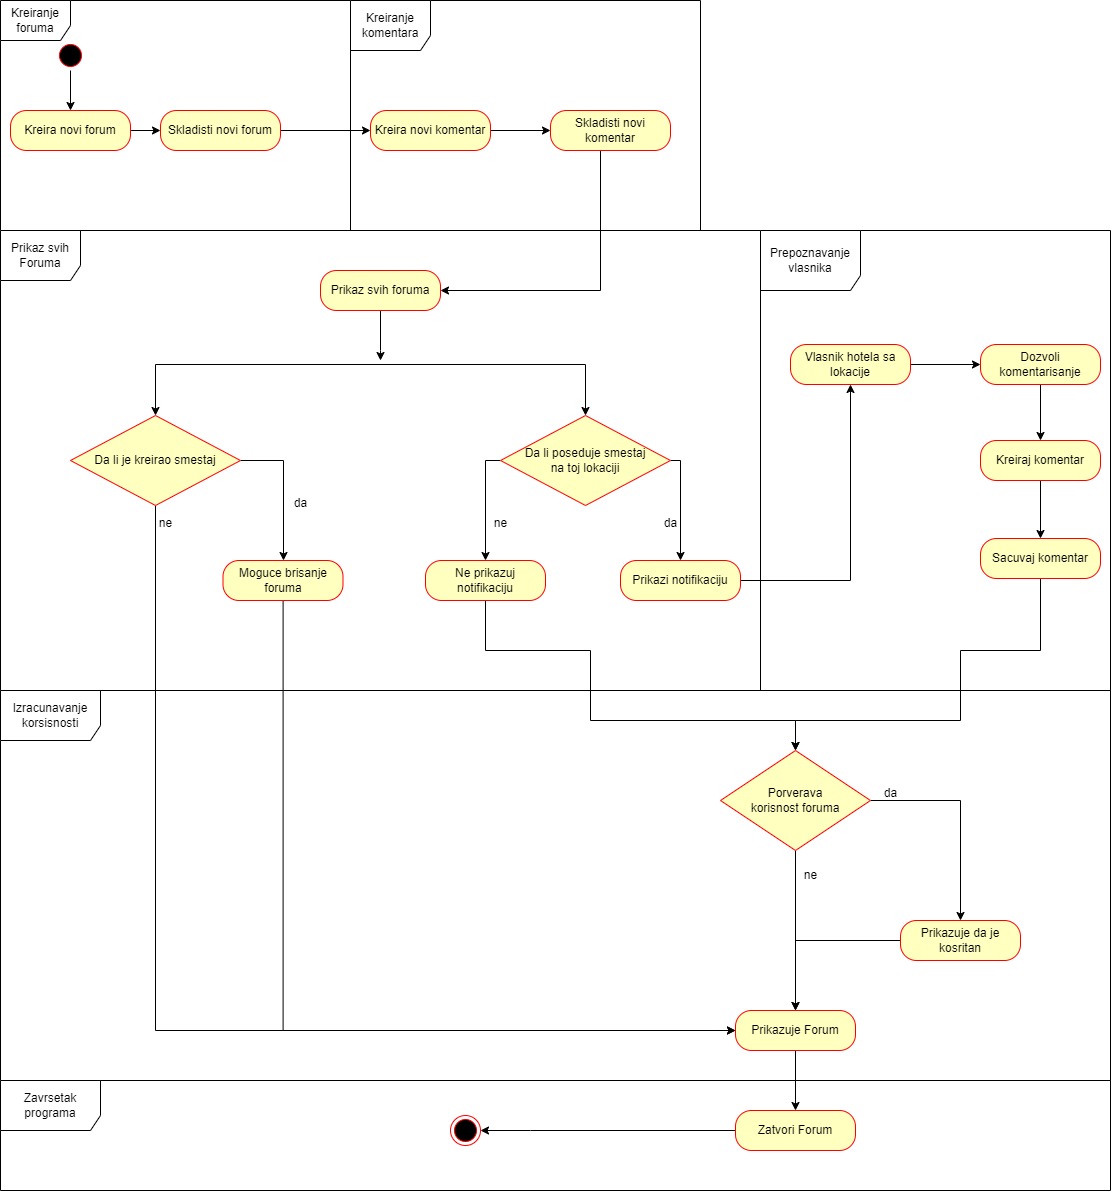 Kreiranje
foruma
Kreiranje
komentara
Kreira novi forum
Skladisti novi forum
Kreira novi komentar
Skladisti novi
komentar
Prikaz svih
Foruma
Prepoznavanje
vlasnika
Prikaz svih foruma
Vlasnik hotela sa
lokacije
Dozvoli
komentarisanje
Da li je kreirao smestaj
Da li poseduje smestaj
na toj lokaciji
Kreiraj komentar
da
ne
ne
da
Sacuvaj komentar
Moguce brisanje
foruma
Ne prikazuj
notifikaciju
Prikazi notifikaciju
Izracunavanje
korsisnosti
Porverava
korisnost foruma
da
ne
Prikazuje da je
kosritan
Prikazuje Forum
Zavrsetak
programa
Zatvori Forum